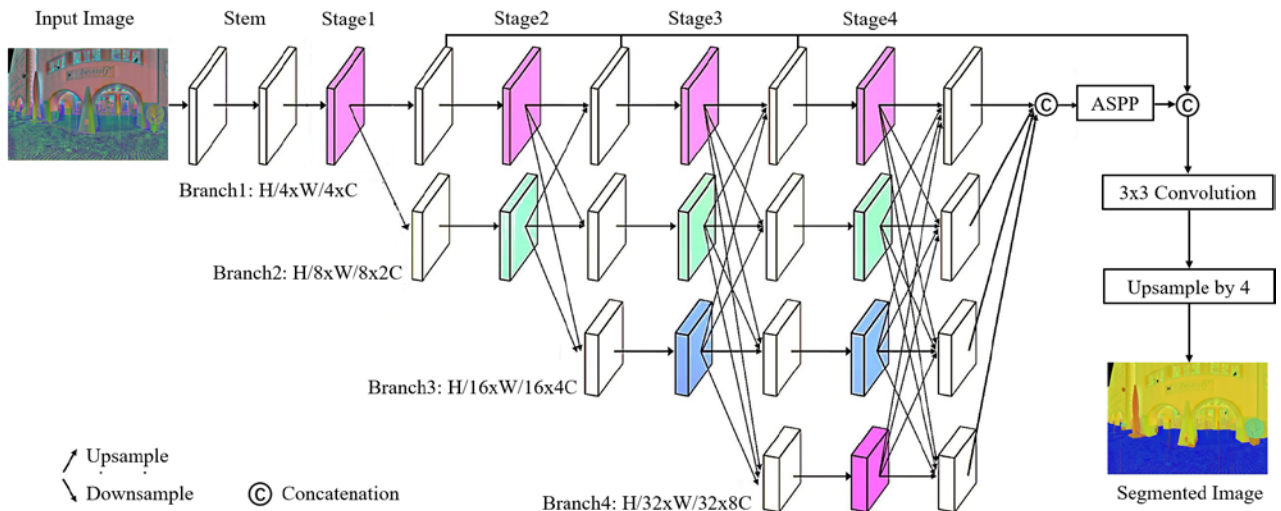 Input Image
Stem
Stage1
Stage2
Stage3
Stage4
C
ASPP
C
Branch1: H/4xW/4xC
3x3 Convolution
Branch2: H/8xW/8x2C
Upsample by 4
Branch3: H/16xW/16x4C
Upsample
Downsample
C Concatenation
Branch4: H/32xW/32x8C
Segmented Image